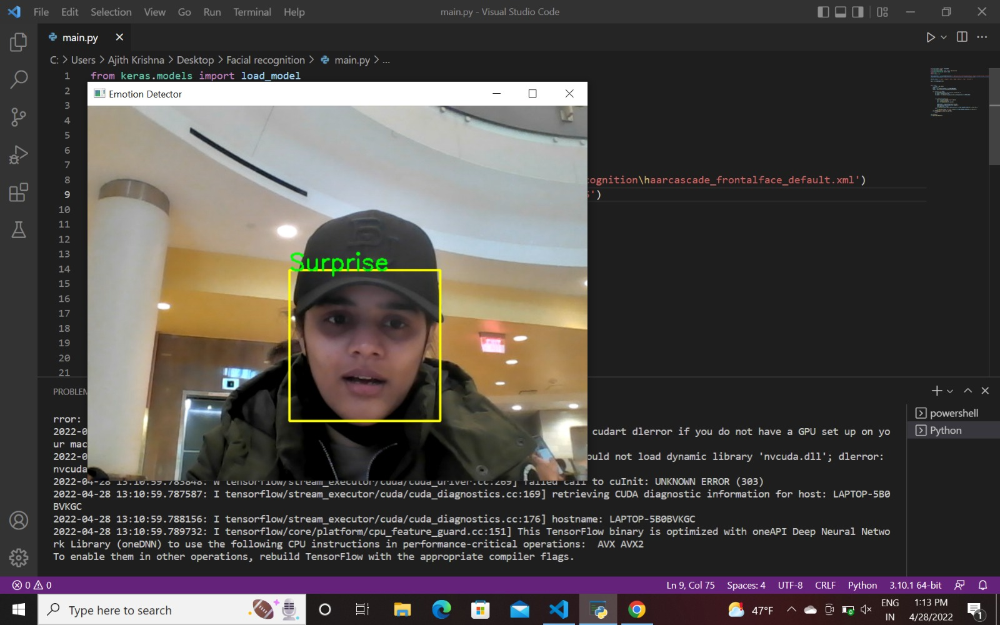 File Edit Selection View Go Run Terminal Help
main.py - Visual Studio Code
main.py
C: > Users > Ajith Krishna > Desktop > Facial recognition > main.py > ...
1 from keras.models import load_model
Emotion Detector
2
3
4
5
6
7
8 ognition\haarcascade_frontalface_default.xml')
9 ')
10
11
12
13
Surprise
14
15
16
17
18
19
EXIT
20
21
PROBLEM
powershell
Python
rror:
2022-0 cudart dlerror if you do not have a GPU set up on yo
ur mac
2022-0 ould not load dynamic library 'nvcuda.dll'; dlerror:
nvcuda
2022-04-28 13:10:59.785848: W tensorflow/stream_executor/cuda/cuda_driver.cc:269] failed call to cuInit: UNKNOWN ERROR (303)
2022-04-28 13:10:59.787587: I tensorflow/stream_executor/cuda/cuda_diagnostics.cc:169] retrieving CUDA diagnostic information for host: LAPTOP-5B0
BVKGC
2022-04-28 13:10:59.788156: I tensorflow/stream_executor/cuda/cuda_diagnostics.cc:176] hostname: LAPTOP-5B0BVKGC
2022-04-28 13:10:59.789732: I tensorflow/core/platform/cpu_feature_guard.cc:151] This TensorFlow binary is optimized with oneAPI Deep Neural Netwo
rk Library (oneDNN) to use the following CPU instructions in performance-critical operations:  AVX AVX2
To enable them in other operations, rebuild TensorFlow with the appropriate compiler flags.
0 0
Ln 9, Col 75 Spaces: 4 UTF-8 CRLF Python 3.10.1 64-bit
Type here to search
47°F
ENG
IN
1:13 PM
4/28/2022
1